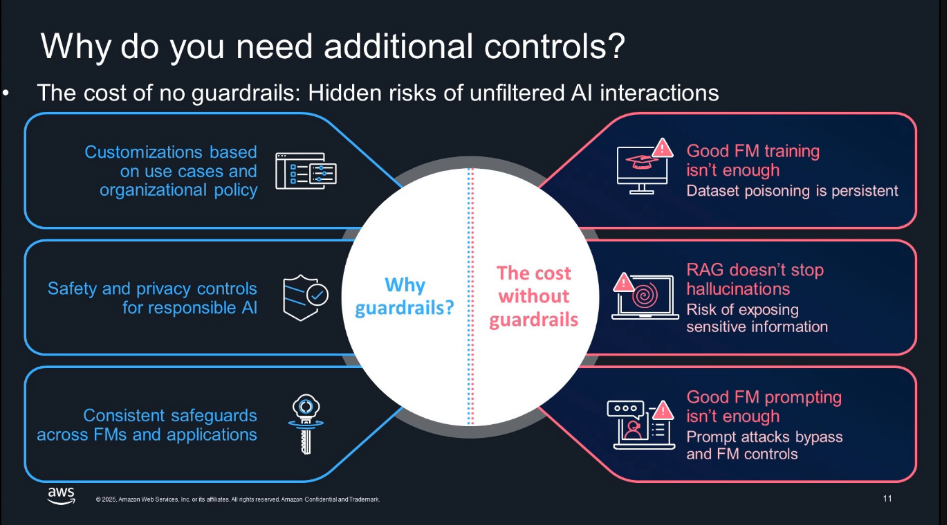 Why do you need additional controls?
• The cost of no guardrails: Hidden risks of unfiltered AI interactions
Customizations based
on use cases and
organizational policy
Safety and privacy controls
for responsible AI
Consistent safeguards
across FMs and applications
Why
guardrails?
The cost
without
guardrails
Good FM training
isn’t enough
Dataset poisoning is persistent
RAG doesn’t stop
hallucinations
Risk of exposing
sensitive information
Good FM prompting
isn’t enough
Prompt attacks bypass
and FM controls
aws
© 2025, Amazon Web Services, Inc. or its affiliates. All rights reserved. Amazon Confidential and Trademark.
11